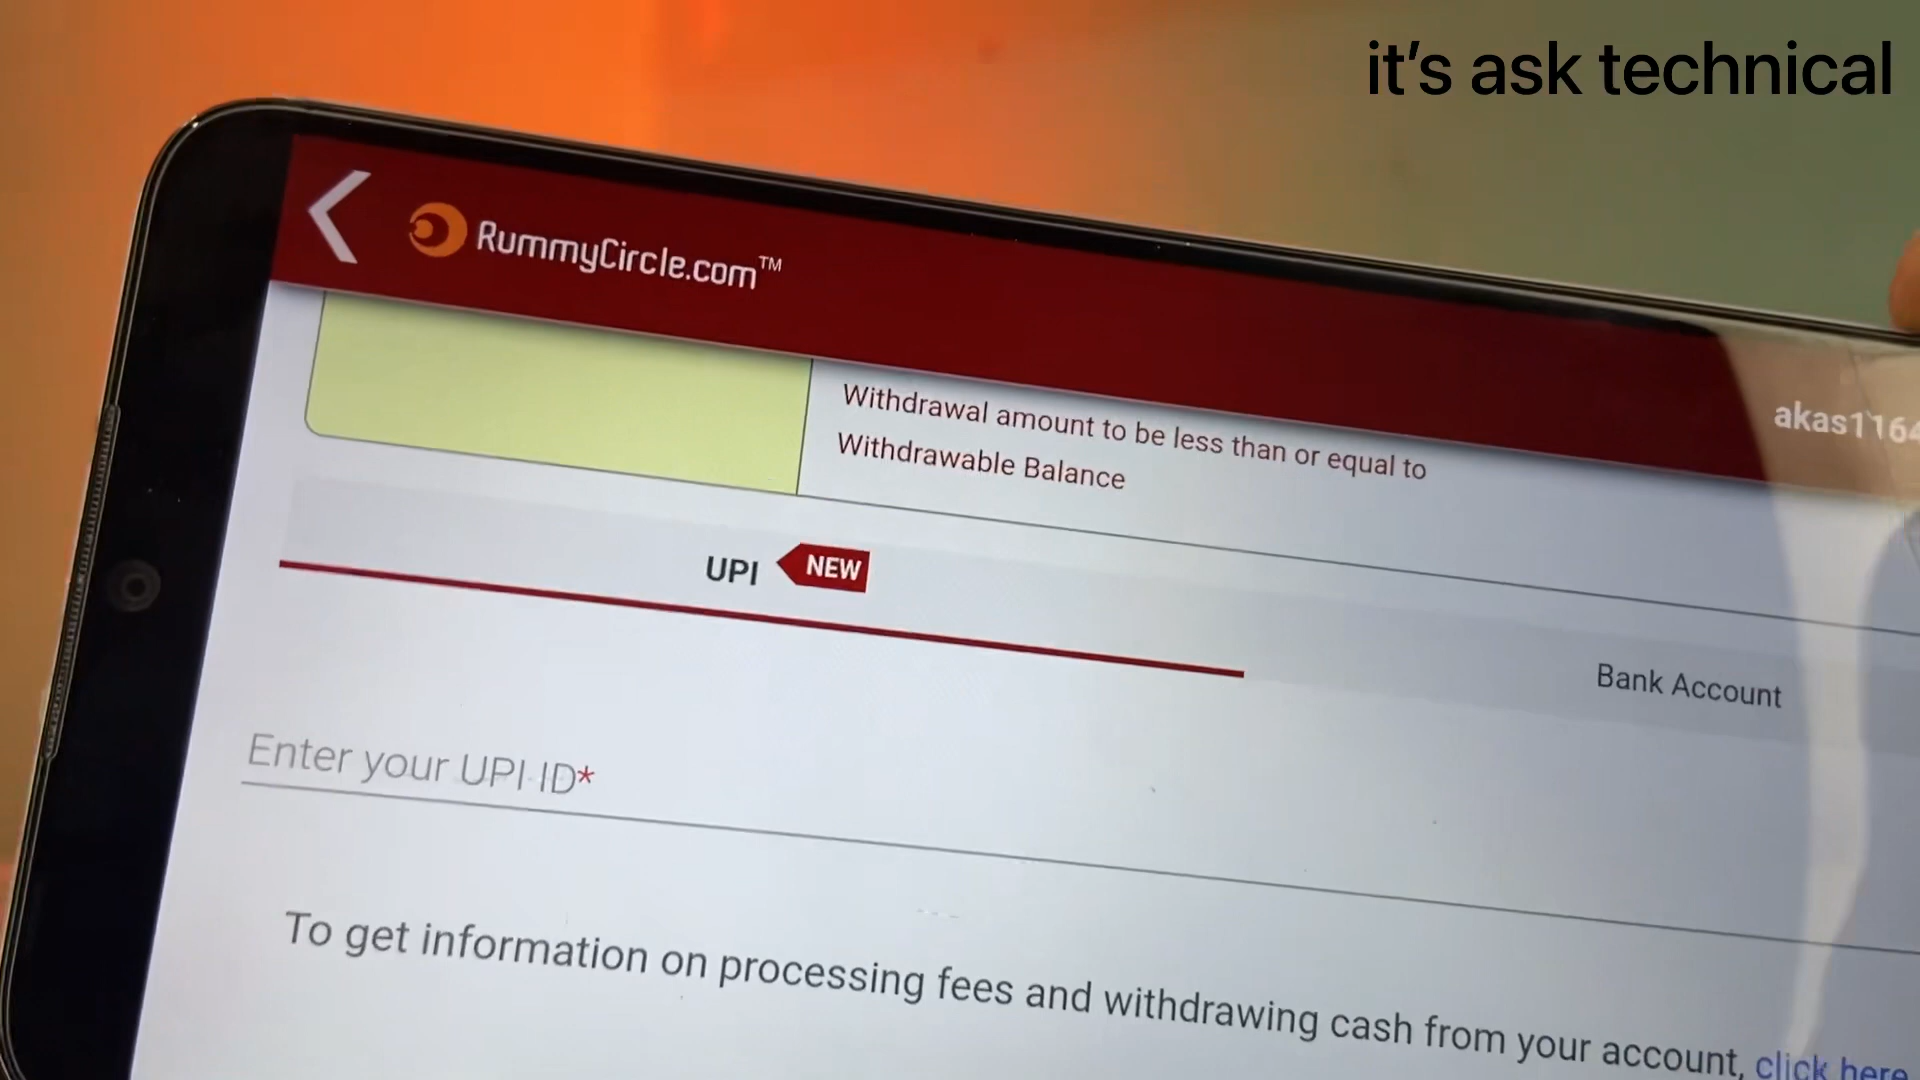 it's ask technical
RummyCircle.com™
akas1164
Withdrawal amount to be less than or equal to
Withdrawable Balance
UPI NEW
Bank Account
Enter your UPI ID*
To get information on processing fees and withdrawing cash from your account, click here